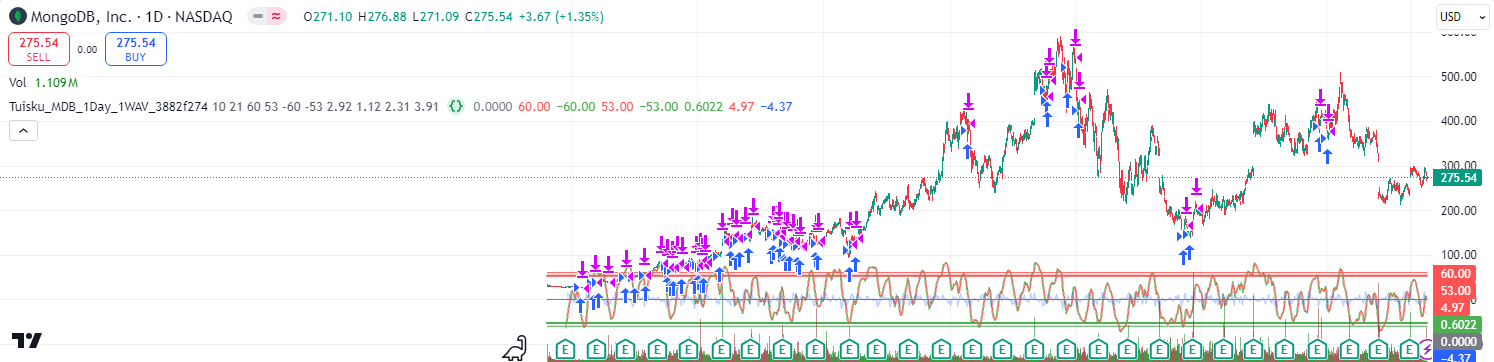 MongoDB, Inc. · 1D · NASDAQ O271.10 H276.88 L271.09 C275.54 +3.67 (+1.35%)
USD
275.54 SELL 0.00 275.54 BUY
Vol 1.109M
Tuisku_MDB_1Day_1WAV_3882f274 10 21 60 53 -60 -53 2.92 1.12 2.31 3.91 {} 0.0000 60.00 −60.00 53.00 −53.00 0.6022 4.97 −4.37
500.00
400.00
300.00
275.54
200.00
100.00
60.00
53.00
4.97
0.6022
0.0000
−4.37
E E E E E E E E E E E E E E E E E E E E E E E E E E E E